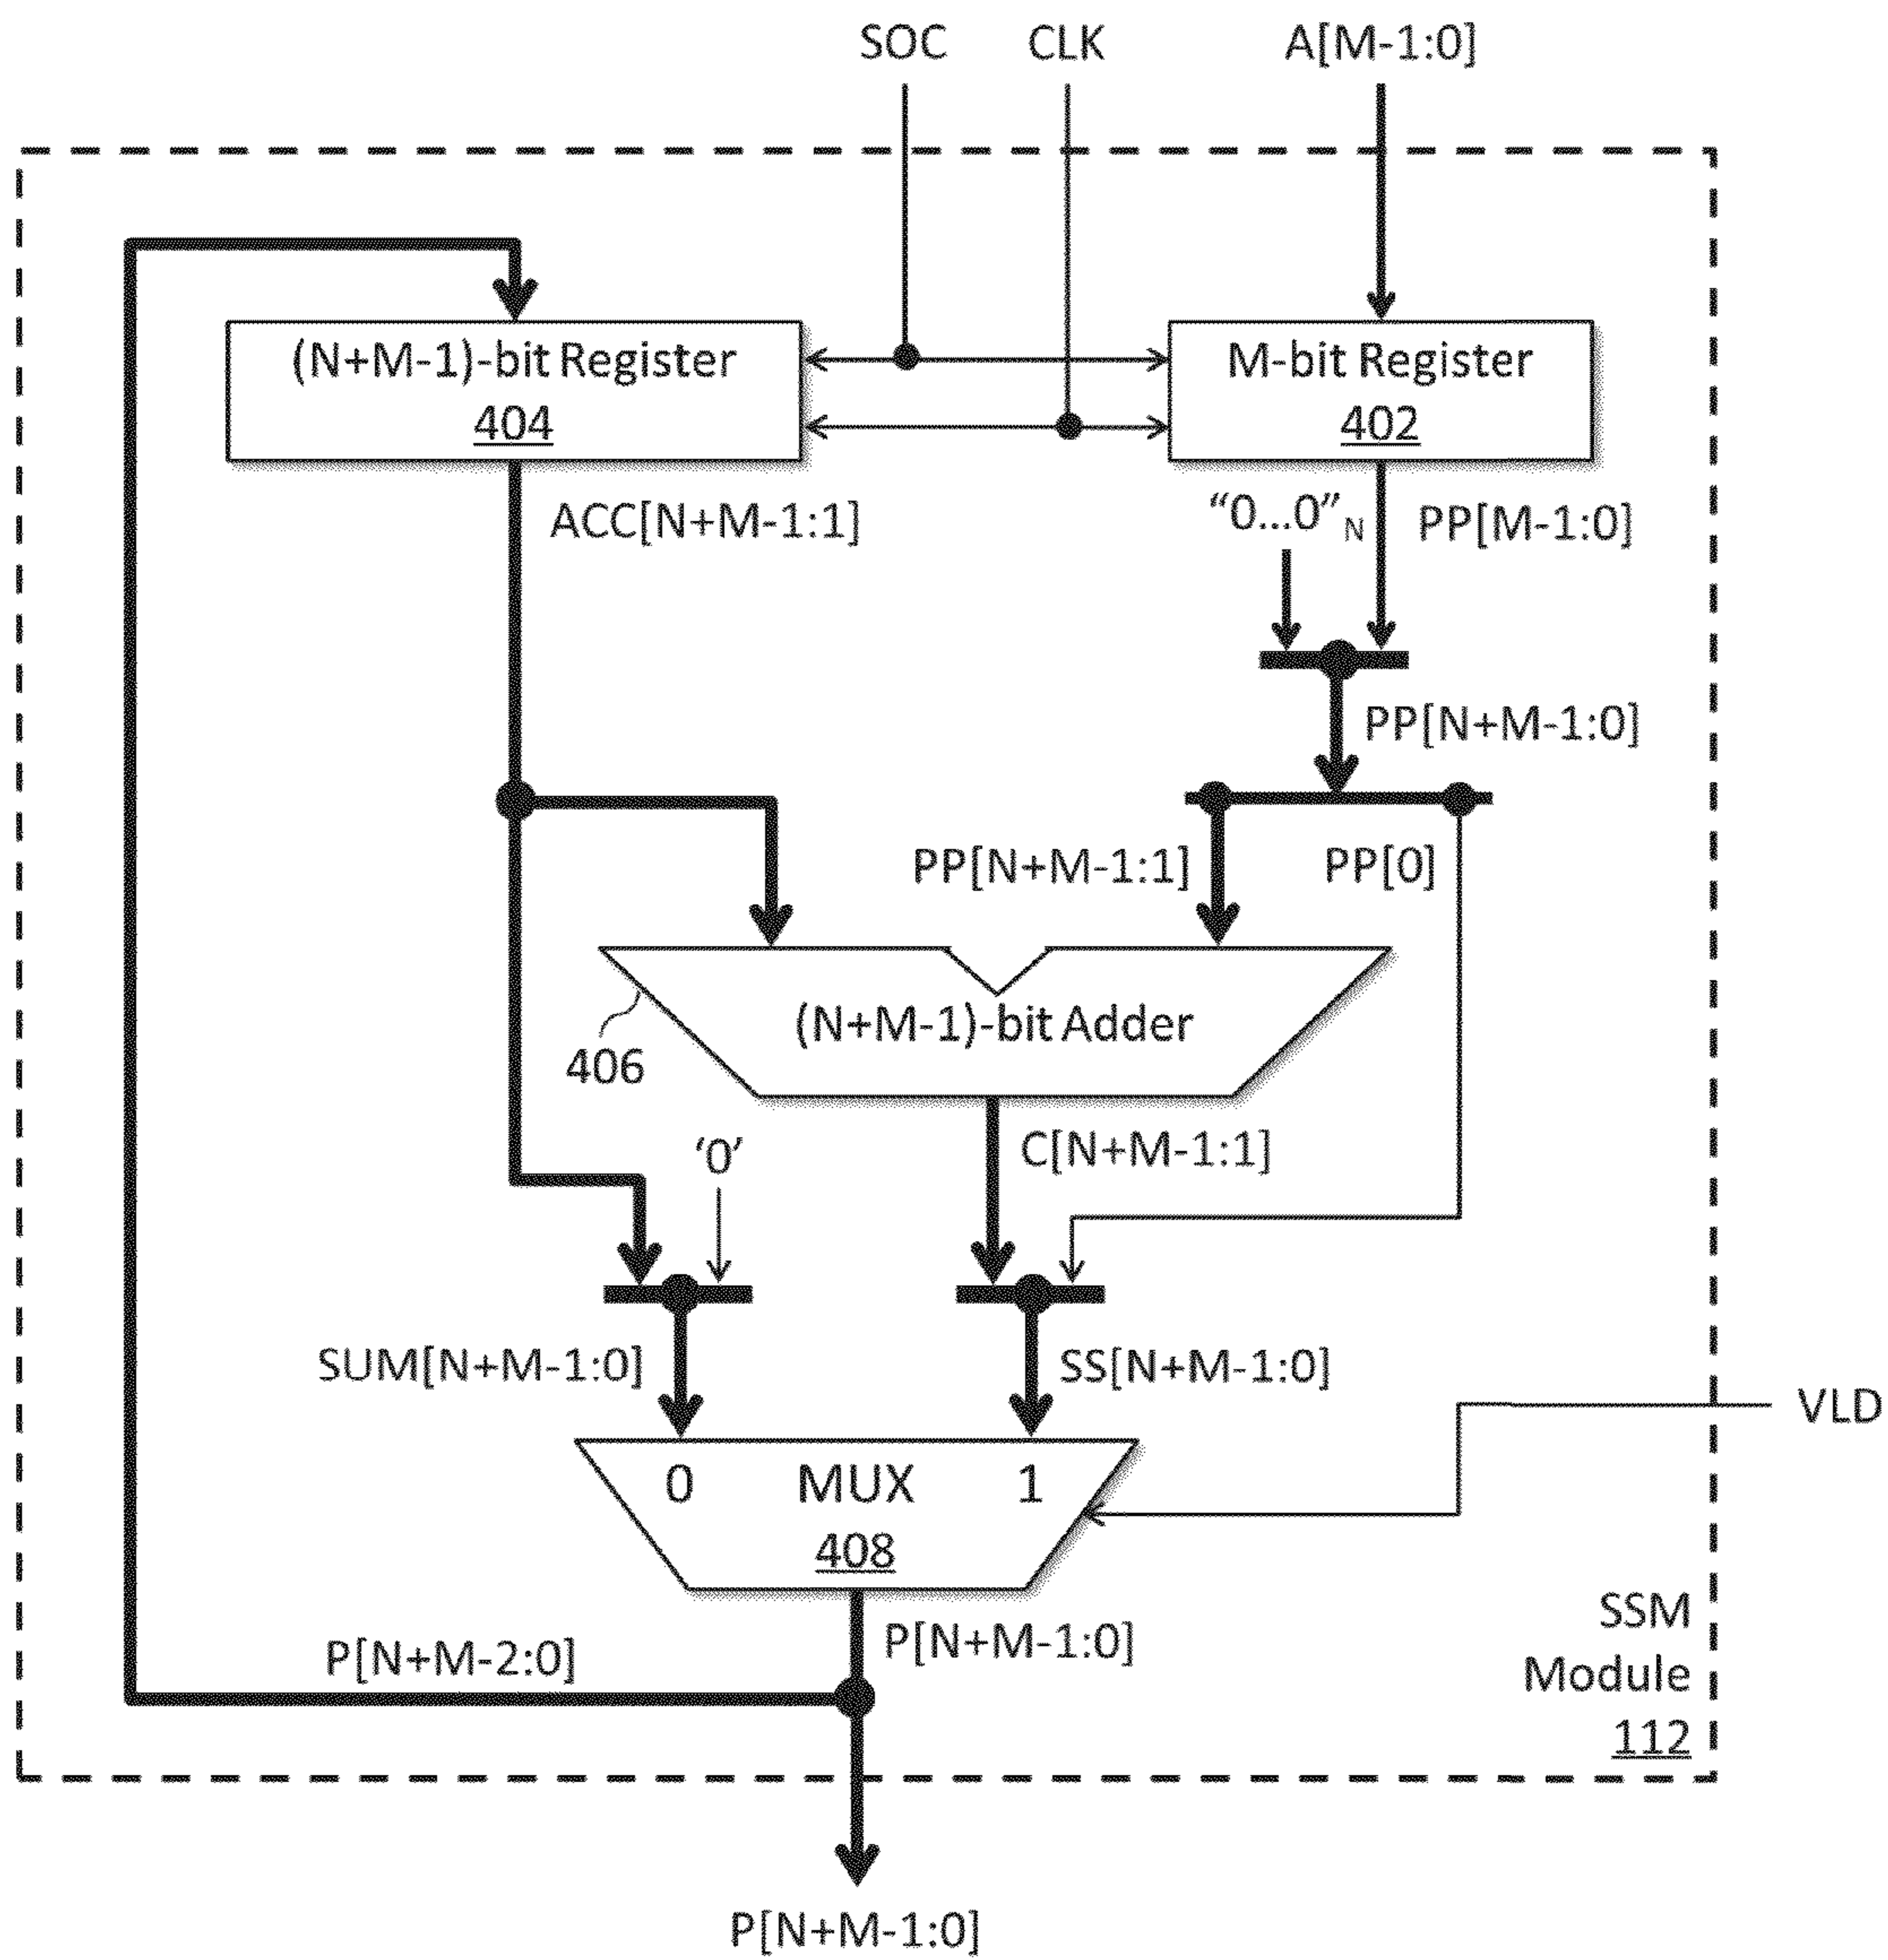 SOC
CLK
A[M-1:0]
(N+M-1)-bit Register
404
M-bit Register
402
ACC[N+M-1:1]
“0...0”N
PP[M-1:0]
PP[N+M-1:0]
PP[N+M-1:1]
PP[0]
(N+M-1)-bit Adder
406
‘0’
C[N+M-1:1]
SUM[N+M-1:0]
SS[N+M-1:0]
VLD
0 MUX 1
408
P[N+M-2:0]
P[N+M-1:0]
SSM
Module
112
P[N+M-1:0]